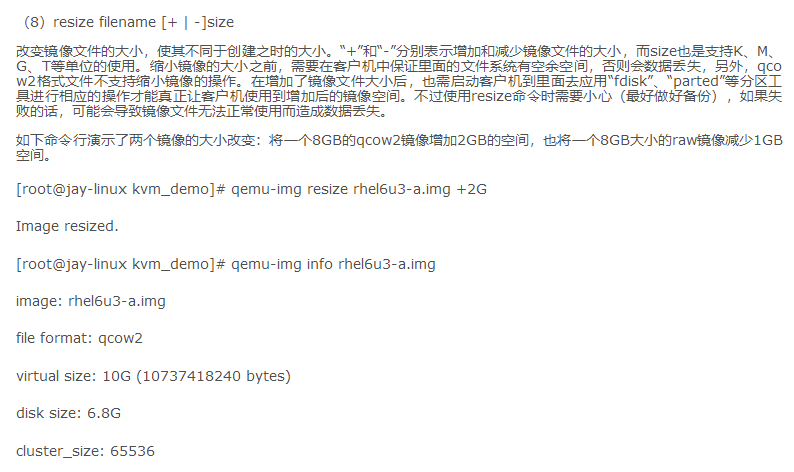 （8）resize filename [+ | -]size
改变镜像文件的大小，使其不同于创建之时的大小。“+”和“-”分别表示增加和减少镜像文件的大小，而size也是支持K、M、
G、T等单位的使用。缩小镜像的大小之前，需要在客户机中保证里面的文件系统有空余空间，否则会数据丢失，另外，qco
w2格式文件不支持缩小镜像的操作。在增加了镜像文件大小后，也需启动客户机到里面去应用“fdisk”、“parted”等分区工
具进行相应的操作才能真正让客户机使用到增加后的镜像空间。不过使用resize命令时需要小心（最好做好备份），如果失
败的话，可能会导致镜像文件无法正常使用而造成数据丢失。
如下命令行演示了两个镜像的大小改变：将一个8GB的qcow2镜像增加2GB的空间，也将一个8GB大小的raw镜像减少1GB
空间。
[root@jay-linux kvm_demo]# qemu-img resize rhel6u3-a.img +2G
Image resized.
[root@jay-linux kvm_demo]# qemu-img info rhel6u3-a.img
image: rhel6u3-a.img
file format: qcow2
virtual size: 10G (10737418240 bytes)
disk size: 6.8G
cluster_size: 65536